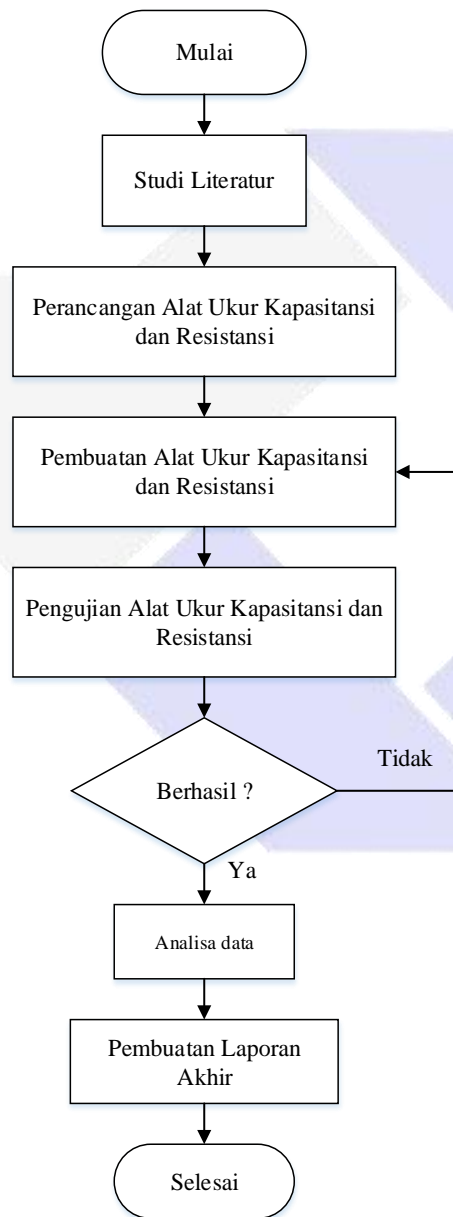 Mulai
Studi Literatur
Perancangan Alat Ukur Kapasitansi
dan Resistansi
Pembuatan Alat Ukur Kapasitansi
dan Resistansi
Pengujian Alat Ukur Kapasitansi dan
Resistansi
Berhasil ?
Tidak
Ya
Analisa data
Pembuatan Laporan
Akhir
Selesai